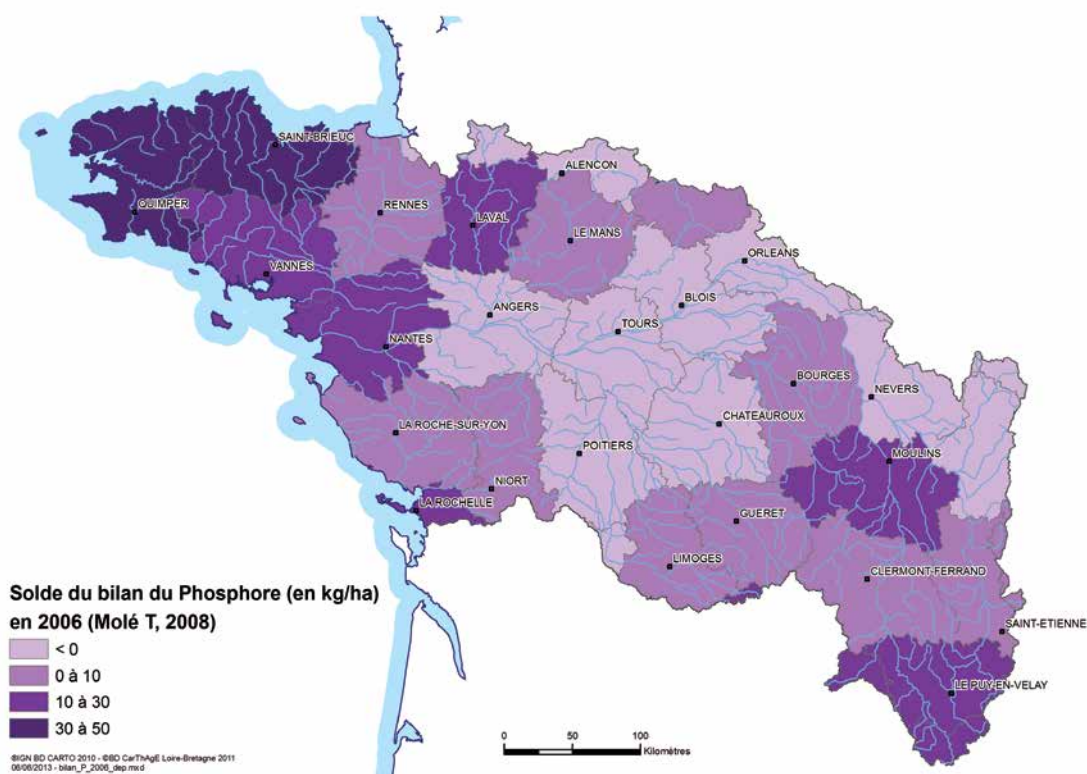 SAINT-BRIEUC
ALENCON
QUIMPER
RENNES
LAVAL
LE MANS
ORLEANS
VANNES
BLOIS
ANGERS
TOURS
NANTES
BOURGES
NEVERS
CHATEAUROUX
LA ROCHE-SUR-YON
POITIERS
MOULINS
NIORT
LA ROCHELLE
GUERET
LIMOGES
CLERMONT-FERRAND
SAINT-ETIENNE
LE PUY-EN-VELAY
Solde du bilan du Phosphore (en kg/ha)
en 2006 (Molé T, 2008)
< 0
0 à 10
10 à 30
30 à 50
0 50 100
Kilomètres
©IGN BD CARTO 2010 - ©BD CarThAgE Loire-Bretagne 2011
06/06/2013 - bilan_P_2006_dep.mxd